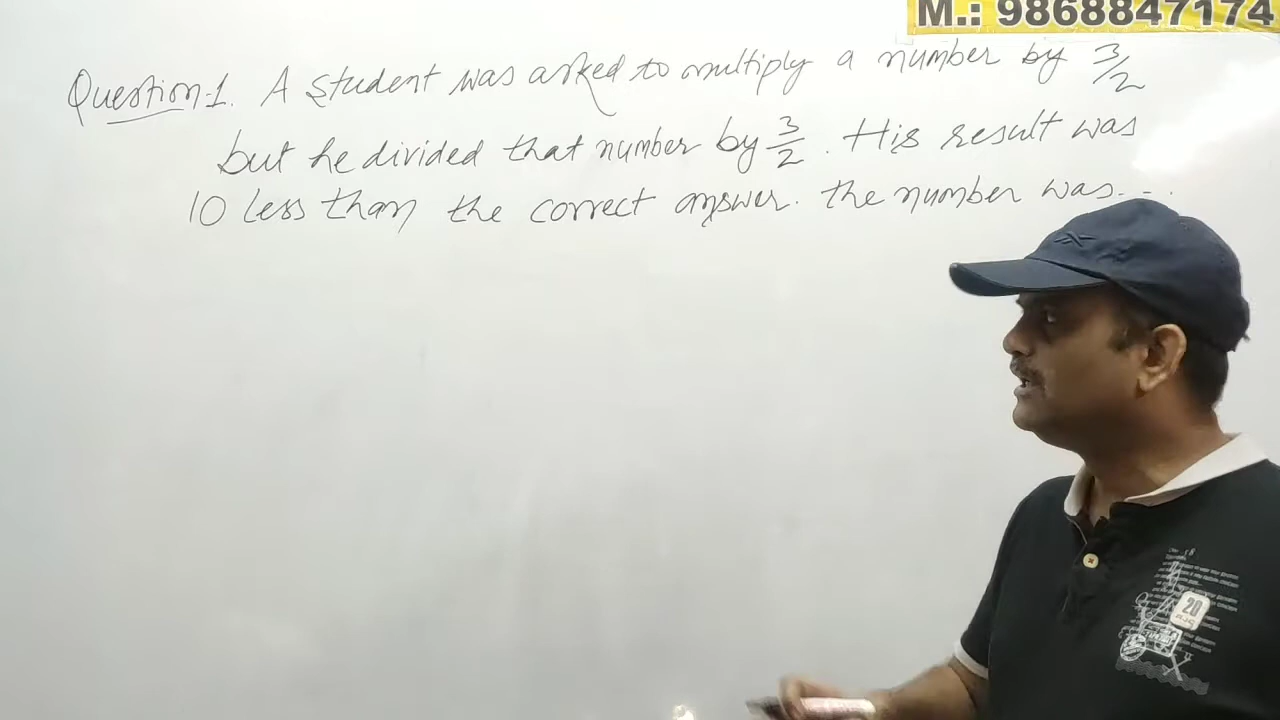 M.: 9868847174
Question-1. A student was asked to multiply a number by 3/2
but he divided that number by 3/2. His result was
10 less than the correct answer. the number was...
20